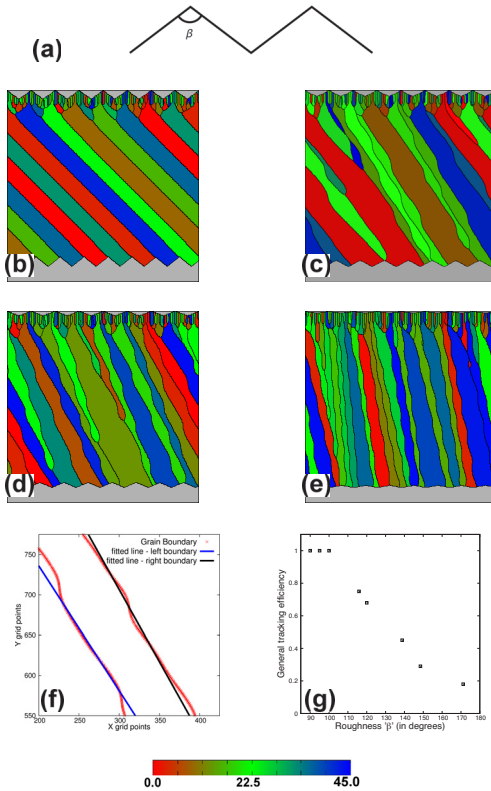 β
(a)
(b)
(c)
(d)
(e)
Grain Boundary
fitted line - left boundary
fitted line - right boundary
750
700
650
600
550
Y grid points
200
250
300
350
400
X grid points
(f)
1
0.8
0.6
0.4
0.2
0
General tracking efficiency
90
100
110
120
130
140
150
160
170
180
Roughness 'β' (in degrees)
(g)
0.0
22.5
45.0